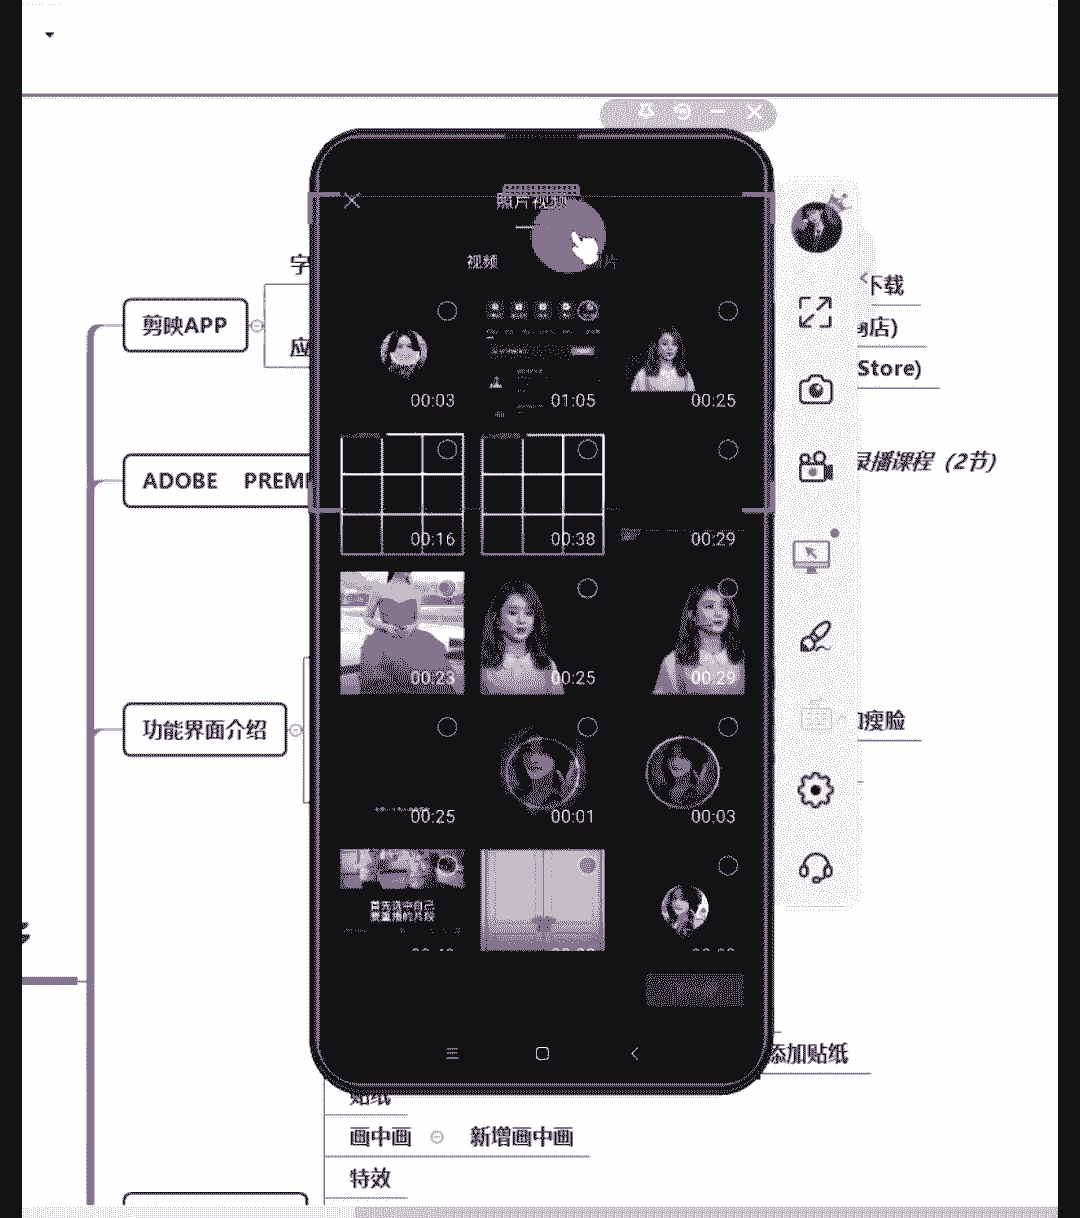 照片视频
视频
片
字
下载
剪映APP
店)
应
Store)
00:03
01:05
00:25
录播课程（2节）
ADOBE PREM
00:16
00:38
00:29
00:23
00:25
00:29
瘦脸
功能界面介绍
00:25
00:01
00:03
首先选中自己
要重播的片段
添加贴纸
贴纸
画中画
新增画中画
特效